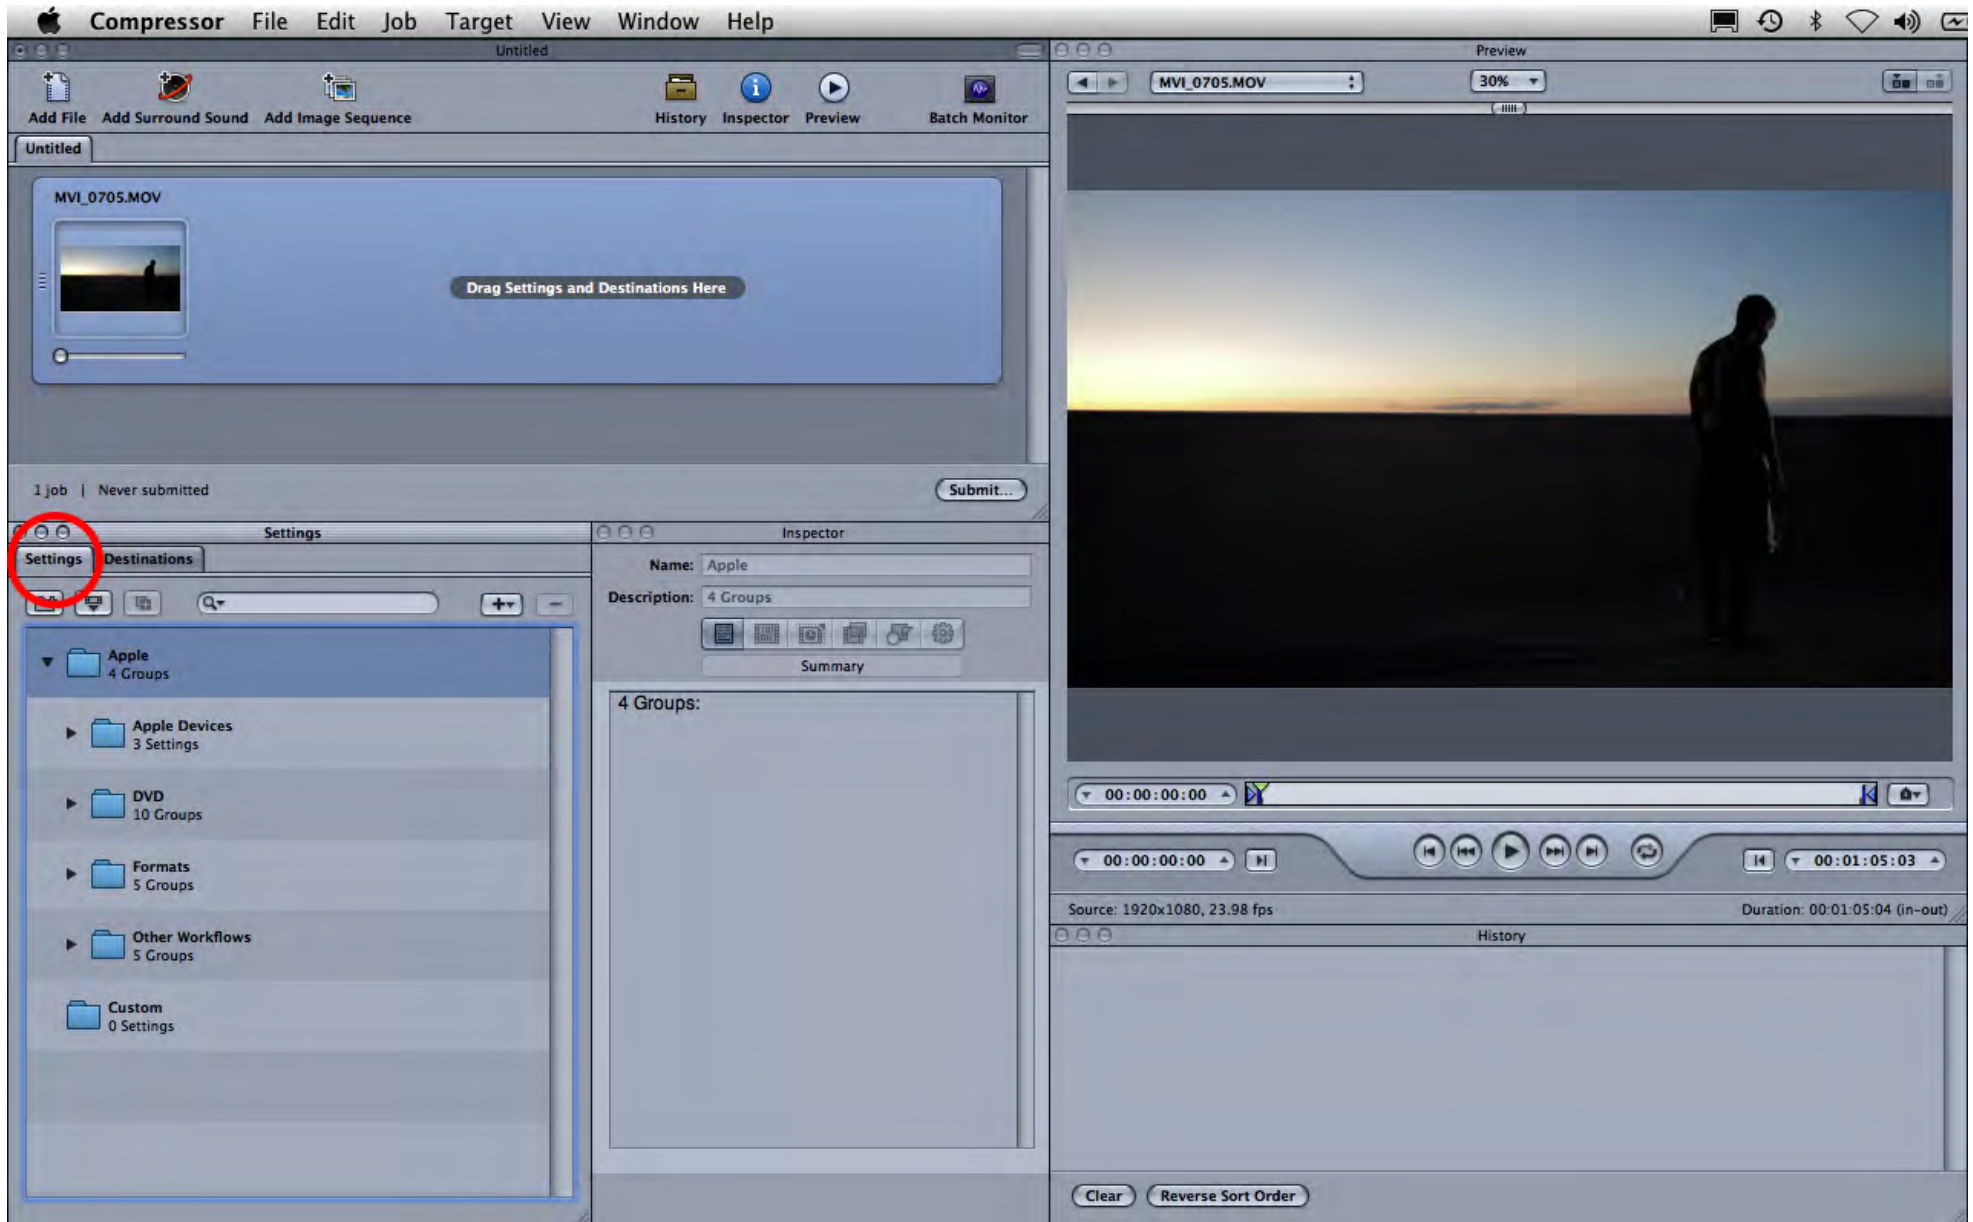 Compressor File Edit Job Target View Window Help
Untitled
Add File Add Surround Sound Add Image Sequence History Inspector Preview Batch Monitor
Untitled
MVI_0705.MOV
Drag Settings and Destinations Here
1 job | Never submitted Submit...
Settings
Settings Destinations
Apple
4 Groups
Apple Devices
3 Settings
DVD
10 Groups
Formats
5 Groups
Other Workflows
5 Groups
Custom
0 Settings
Inspector
Name: Apple
Description: 4 Groups
Summary
4 Groups:
Preview
MVI_0705.MOV 30%
00:00:00:00
00:00:00:00 00:01:05:03
Source: 1920x1080, 23.98 fps Duration: 00:01:05:04 (in-out)
History
Clear Reverse Sort Order